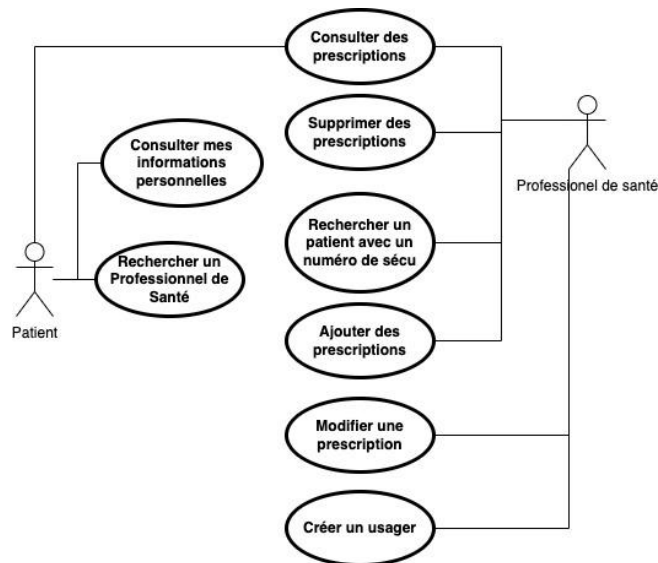 Consulter des
prescriptions
Supprimer des
prescriptions
Professionel de santé
Consulter mes
informations
personnelles
Rechercher un
patient avec un
numéro de sécu
Rechercher un
Professionnel de
Santé
Patient
Ajouter des
prescriptions
Modifier une
prescription
Créer un usager